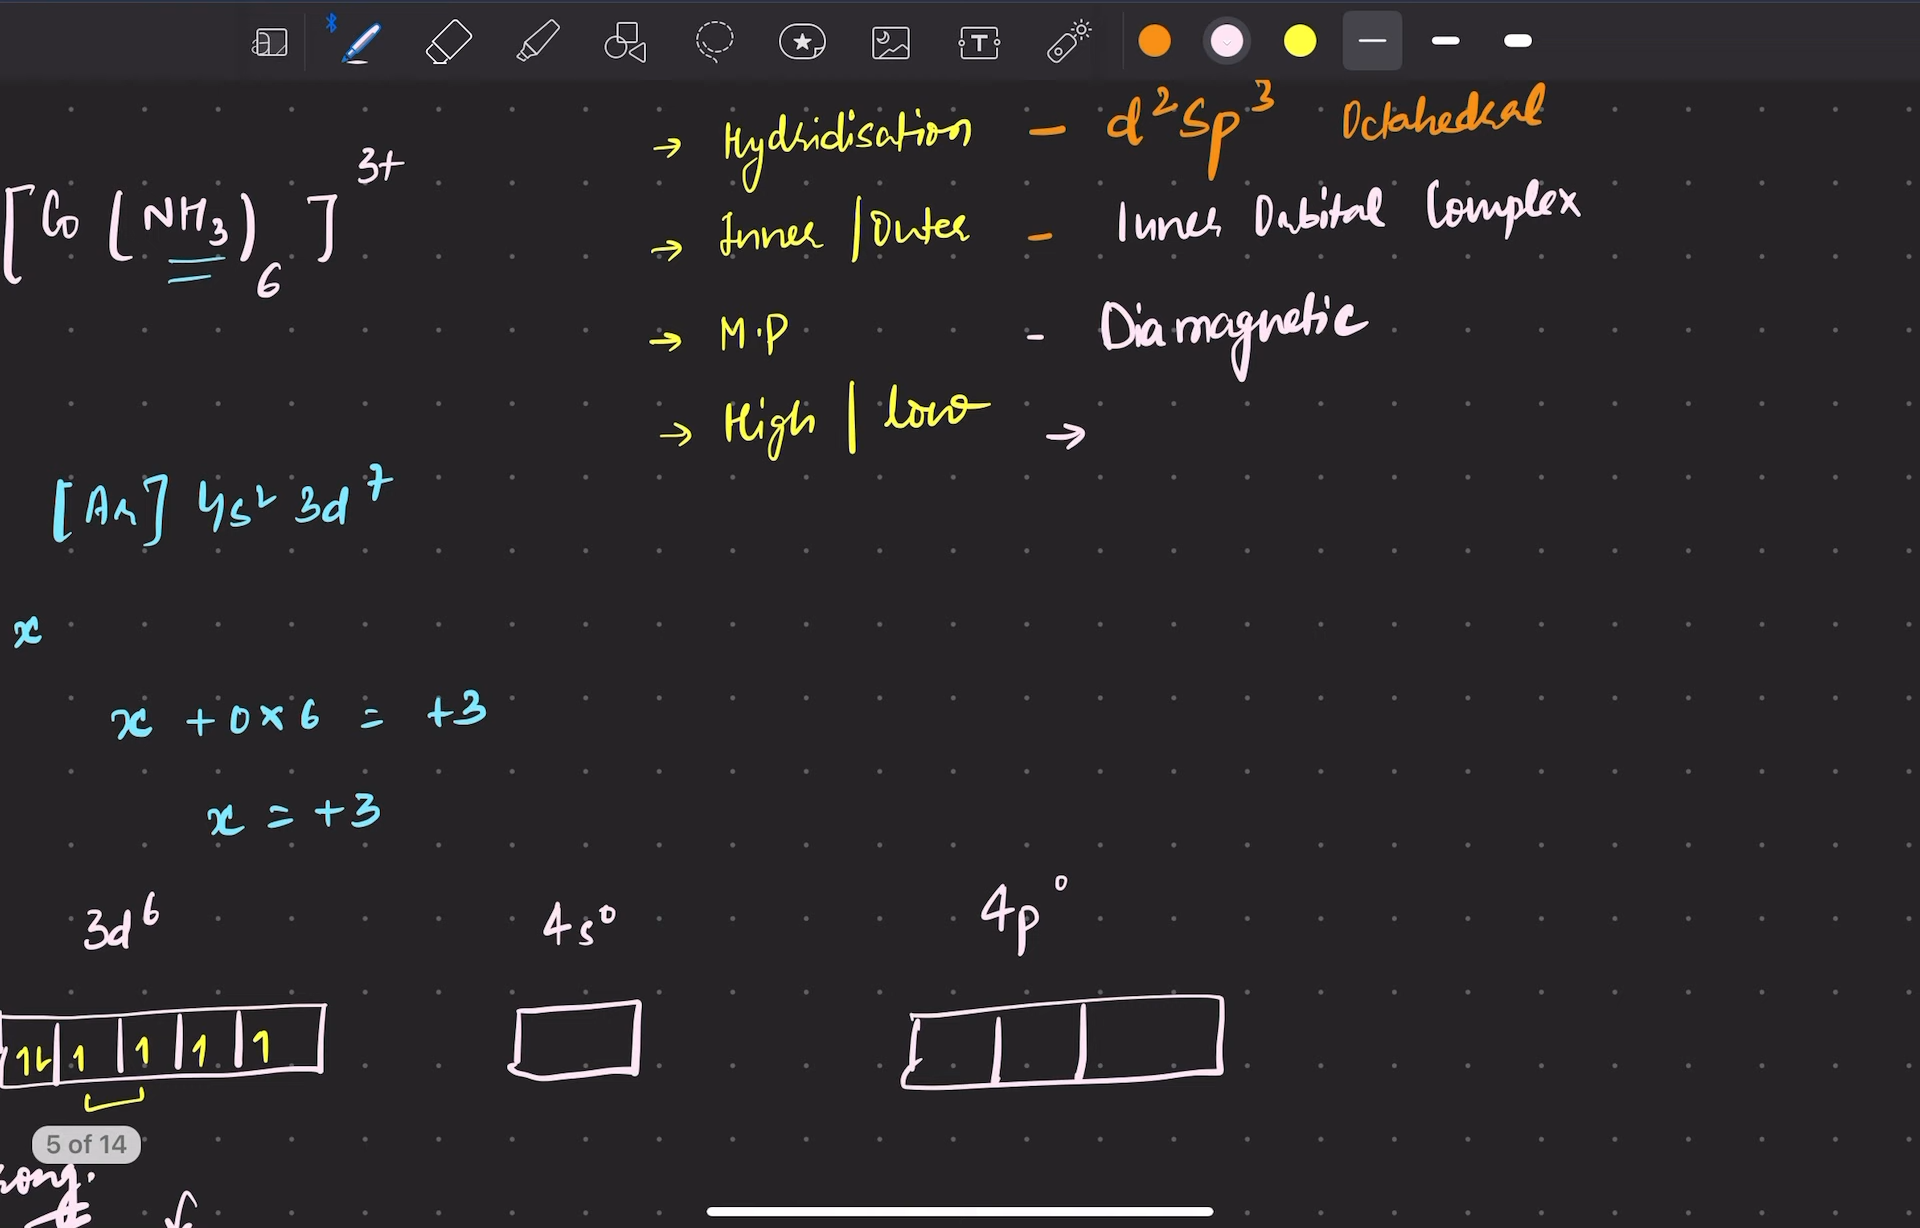 → Hydridisation - d²Sp³ Octahedral
[Co (NH₃)₆]³⁺
→ Inner | Outer - Inner Orbital Complex
→ M.P - Diamagnetic
→ High | low →
[Ar] 4s² 3d⁷
x
x + 0 × 6 = +3
x = +3
3d⁶ 4s⁰ 4p⁰
1L 1 1 1 1
5 of 14